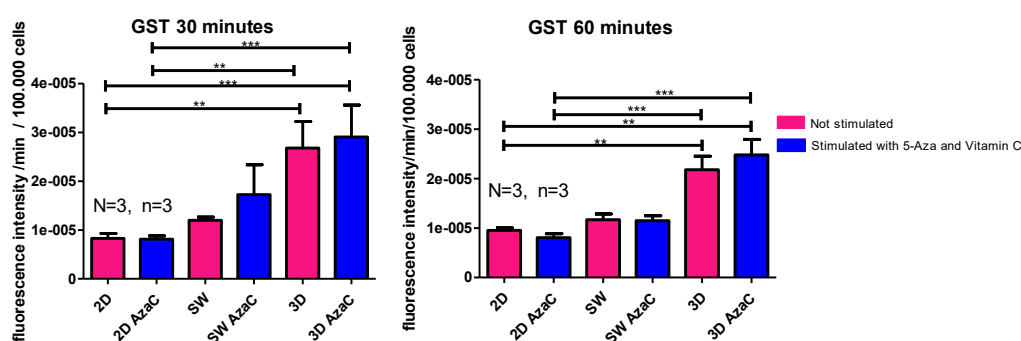 GST 30 minutes
fluorescence intensity /min / 100.000 cells
***
**
***
**
4e-005
3e-005
2e-005
1e-005
0
N=3, n=3
2D
2D AzaC
SW
SW AzaC
3D
3D AzaC
GST 60 minutes
fluorescence intensity/min/100.000 cells
***
***
**
**
4e-005
3e-005
2e-005
1e-005
0
N=3, n=3
2D
2D AzaC
SW
SW AzaC
3D
3D AzaC
Not stimulated
Stimulated with 5-Aza and Vitamin C